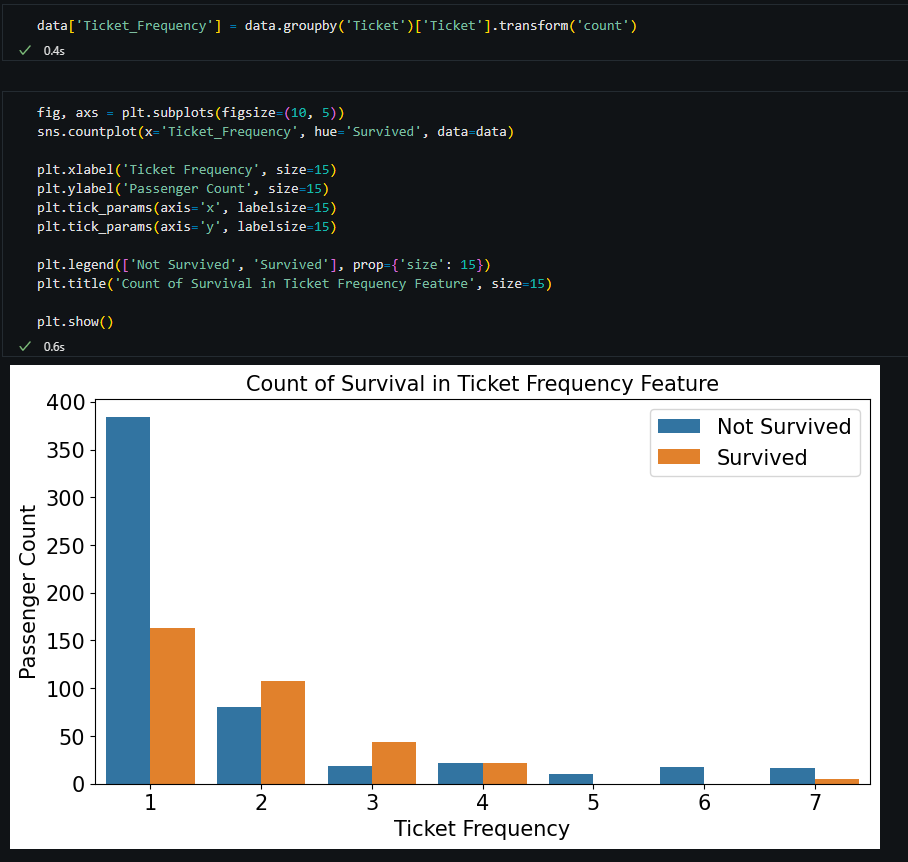 data['Ticket_Frequency'] = data.groupby('Ticket')['Ticket'].transform('count')
✓ 0.4s
fig, axs = plt.subplots(figsize=(10, 5))
sns.countplot(x='Ticket_Frequency', hue='Survived', data=data)
plt.xlabel('Ticket Frequency', size=15)
plt.ylabel('Passenger Count', size=15)
plt.tick_params(axis='x', labelsize=15)
plt.tick_params(axis='y', labelsize=15)
plt.legend(['Not Survived', 'Survived'], prop={'size': 15})
plt.title('Count of Survival in Ticket Frequency Feature', size=15)
plt.show()
✓ 0.6s
Count of Survival in Ticket Frequency Feature
Not Survived
Survived
Passenger Count
400
350
300
250
200
150
100
50
0
1 2 3 4 5 6 7
Ticket Frequency